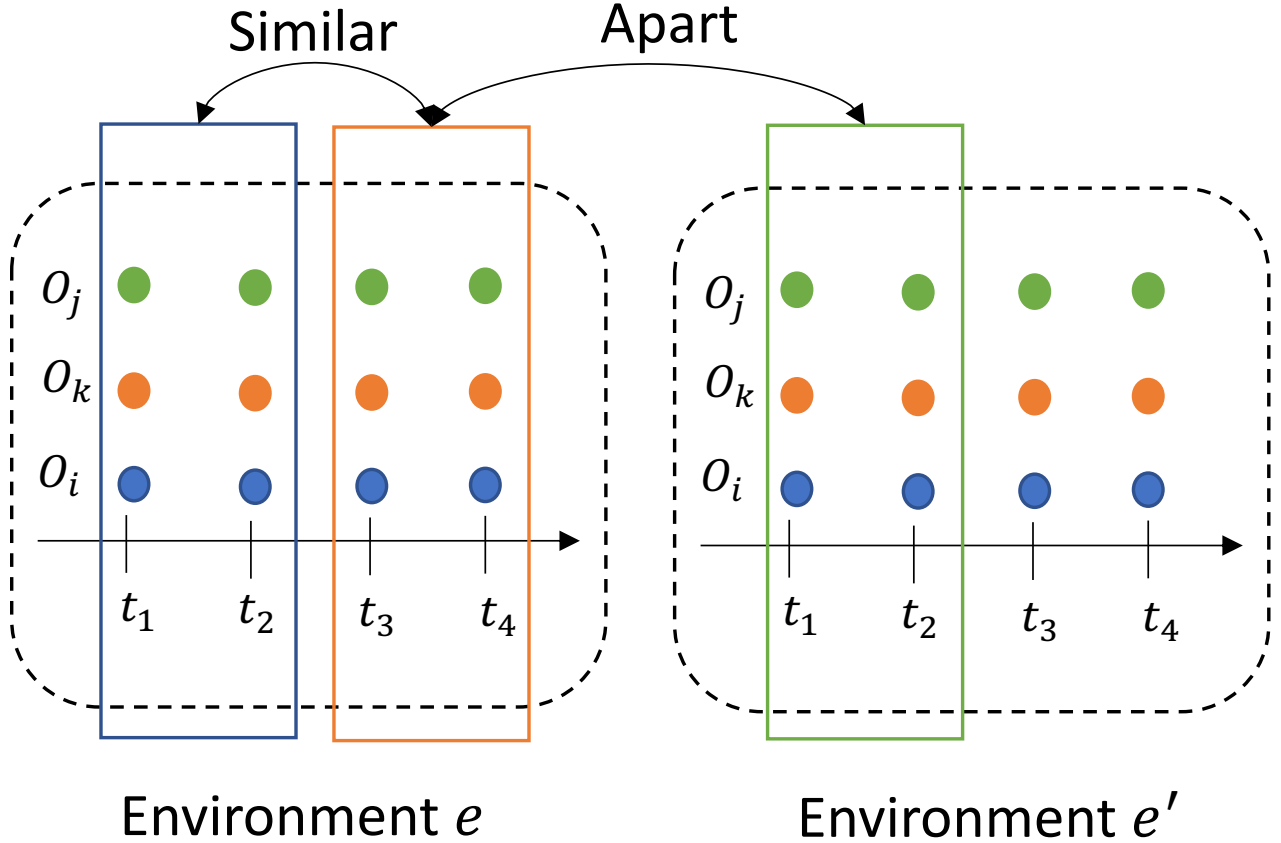 Similar
Apart
O_j
O_k
O_i
t_1 t_2 t_3 t_4
Environment e
O_j
O_k
O_i
t_1 t_2 t_3 t_4
Environment e′